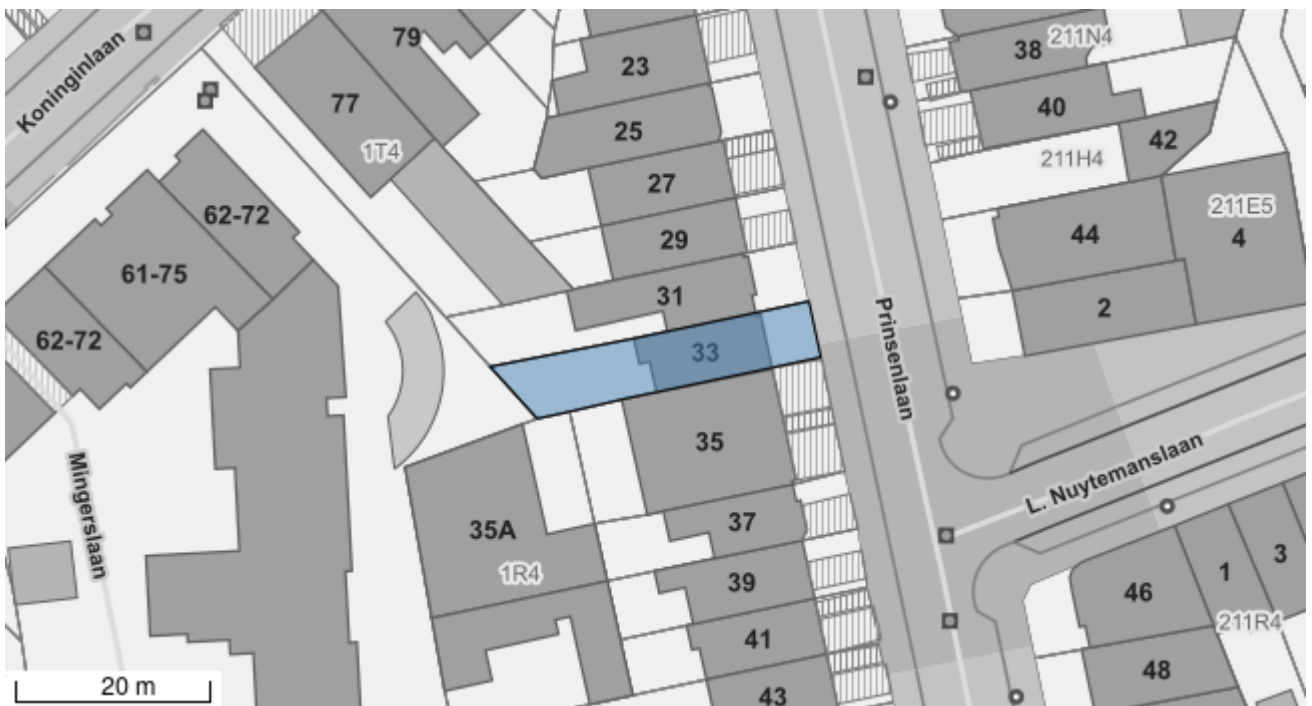 Koninginlaan
79
77
1T4
23
25
27
29
31
33
35
37
39
41
43
38
211N4
40
42
211H4
44
211E5
4
2
62-72
61-75
62-72
Prinsenlaan
L. Nuytemanslaan
Mingerslaan
35A
1R4
46
1
3
211R4
48
20 m